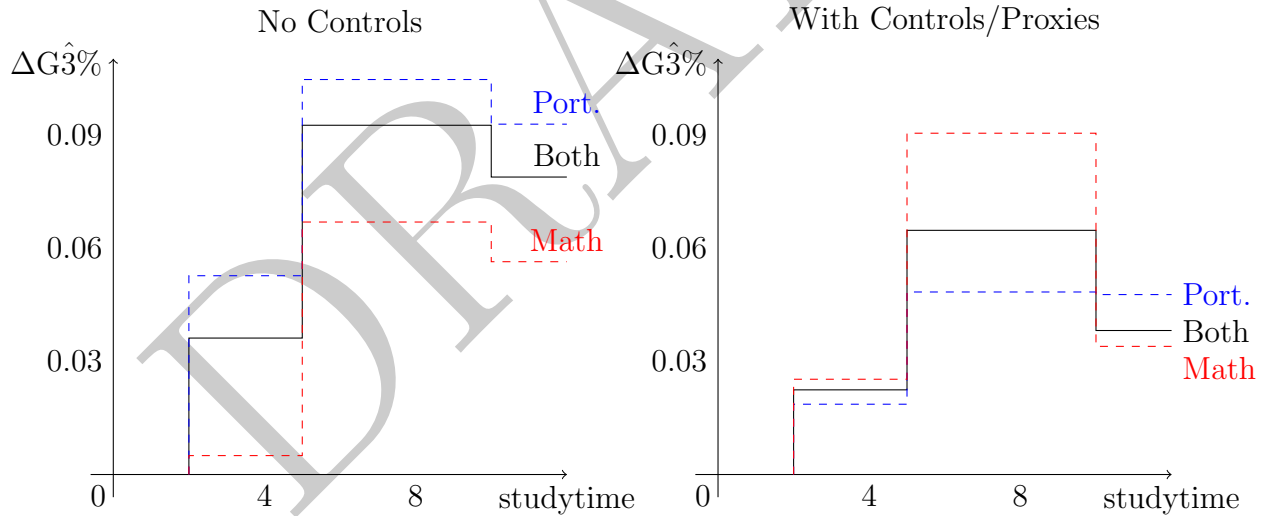 No Controls
ΔG3̂%
0.09
0.06
0.03
0
4
8
studytime
Port.
Both
Math
With Controls/Proxies
ΔG3̂%
0.09
0.06
0.03
0
4
8
studytime
Port.
Both
Math
DRA